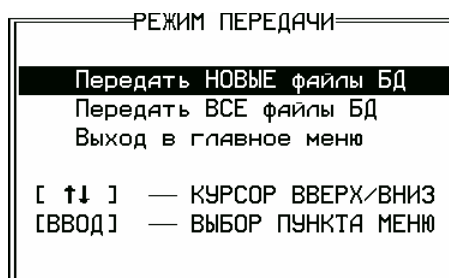 РЕЖИМ ПЕРЕДАЧИ
Передать НОВЫЕ файлы БД
Передать ВСЕ файлы БД
Выход в главное меню
[ ↑↓ ] — КУРСОР ВВЕРХ/ВНИЗ
[ВВОД] — ВЫБОР ПУНКТА МЕНЮ